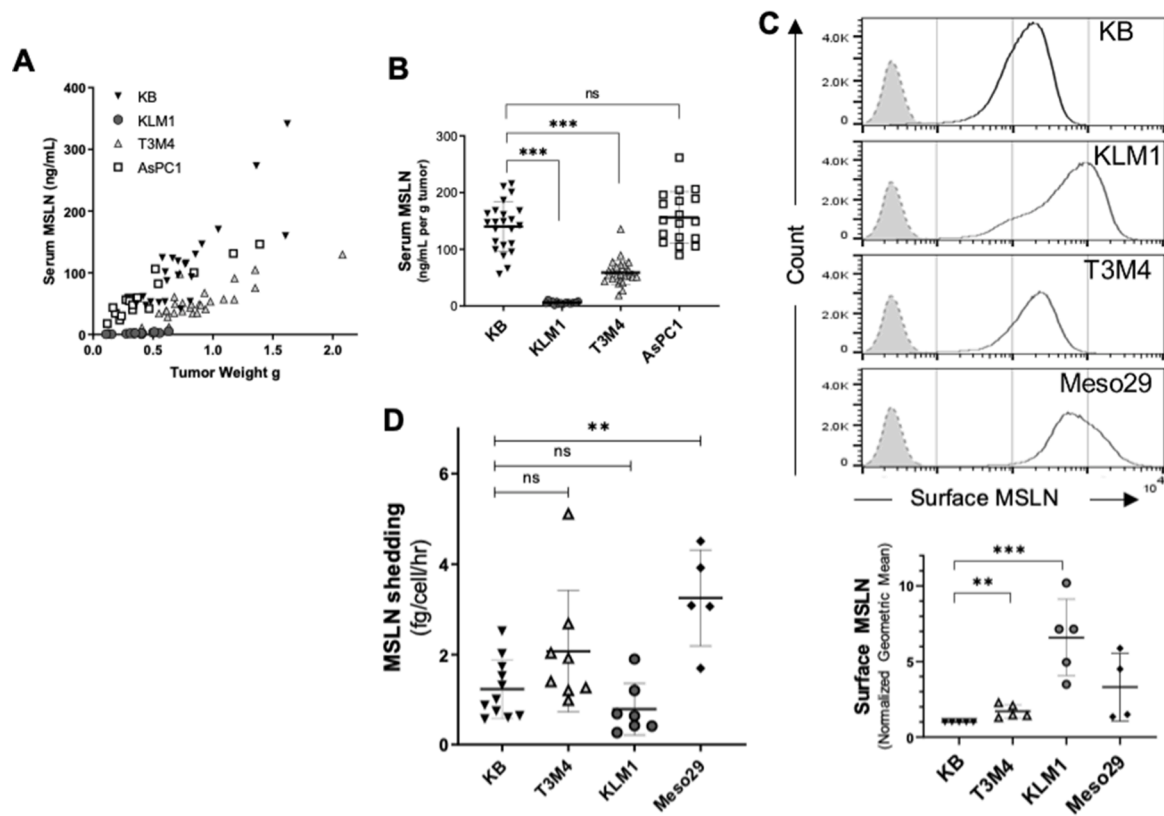 A
Serum MSLN (ng/mL)
400
300
200
100
0
0.0 0.5 1.0 1.5 2.0
Tumor Weight g
KB
KLM1
T3M4
AsPC1
B
Serum MSLN
(ng/mL per g tumor)
300
200
100
0
ns
***
***
KB
KLM1
T3M4
AsPC1
C
Count
4.0K
2.0K
0
KB
4.0K
2.0K
0
KLM1
4.0K
2.0K
0
T3M4
4.0K
2.0K
0
Meso29
10 4
Surface MSLN
Surface MSLN
(Normalized Geometric Mean)
10
5
0
***
**
KB
T3M4
KLM1
Meso29
D
MSLN shedding
(fg/cell/hr)
6
4
2
0
**
ns
ns
KB
T3M4
KLM1
Meso29